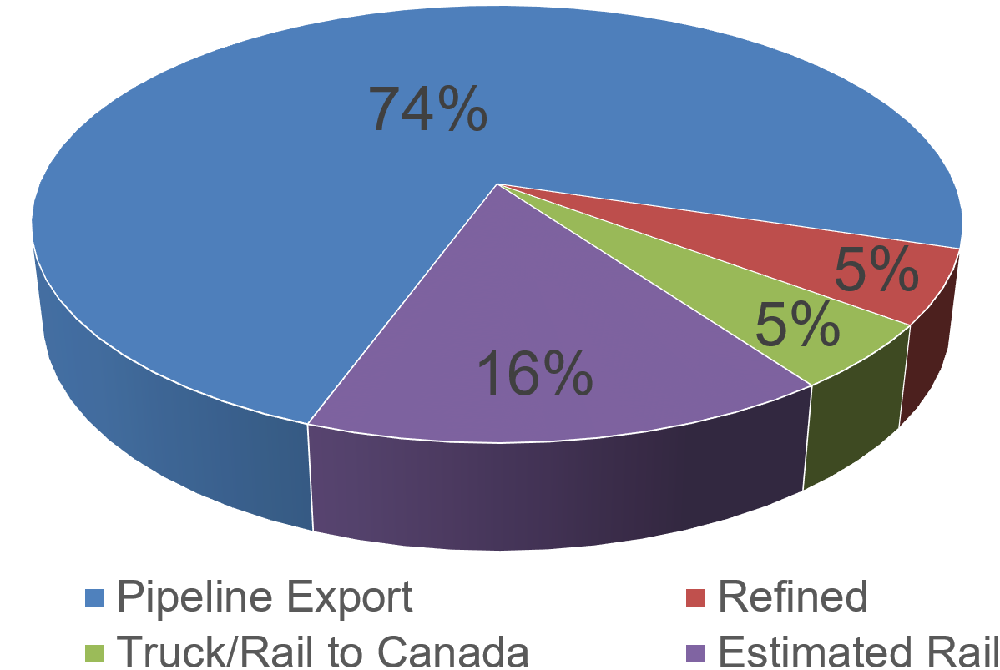 74%
5%
5%
16%
Pipeline Export
Refined
Truck/Rail to Canada
Estimated Rail